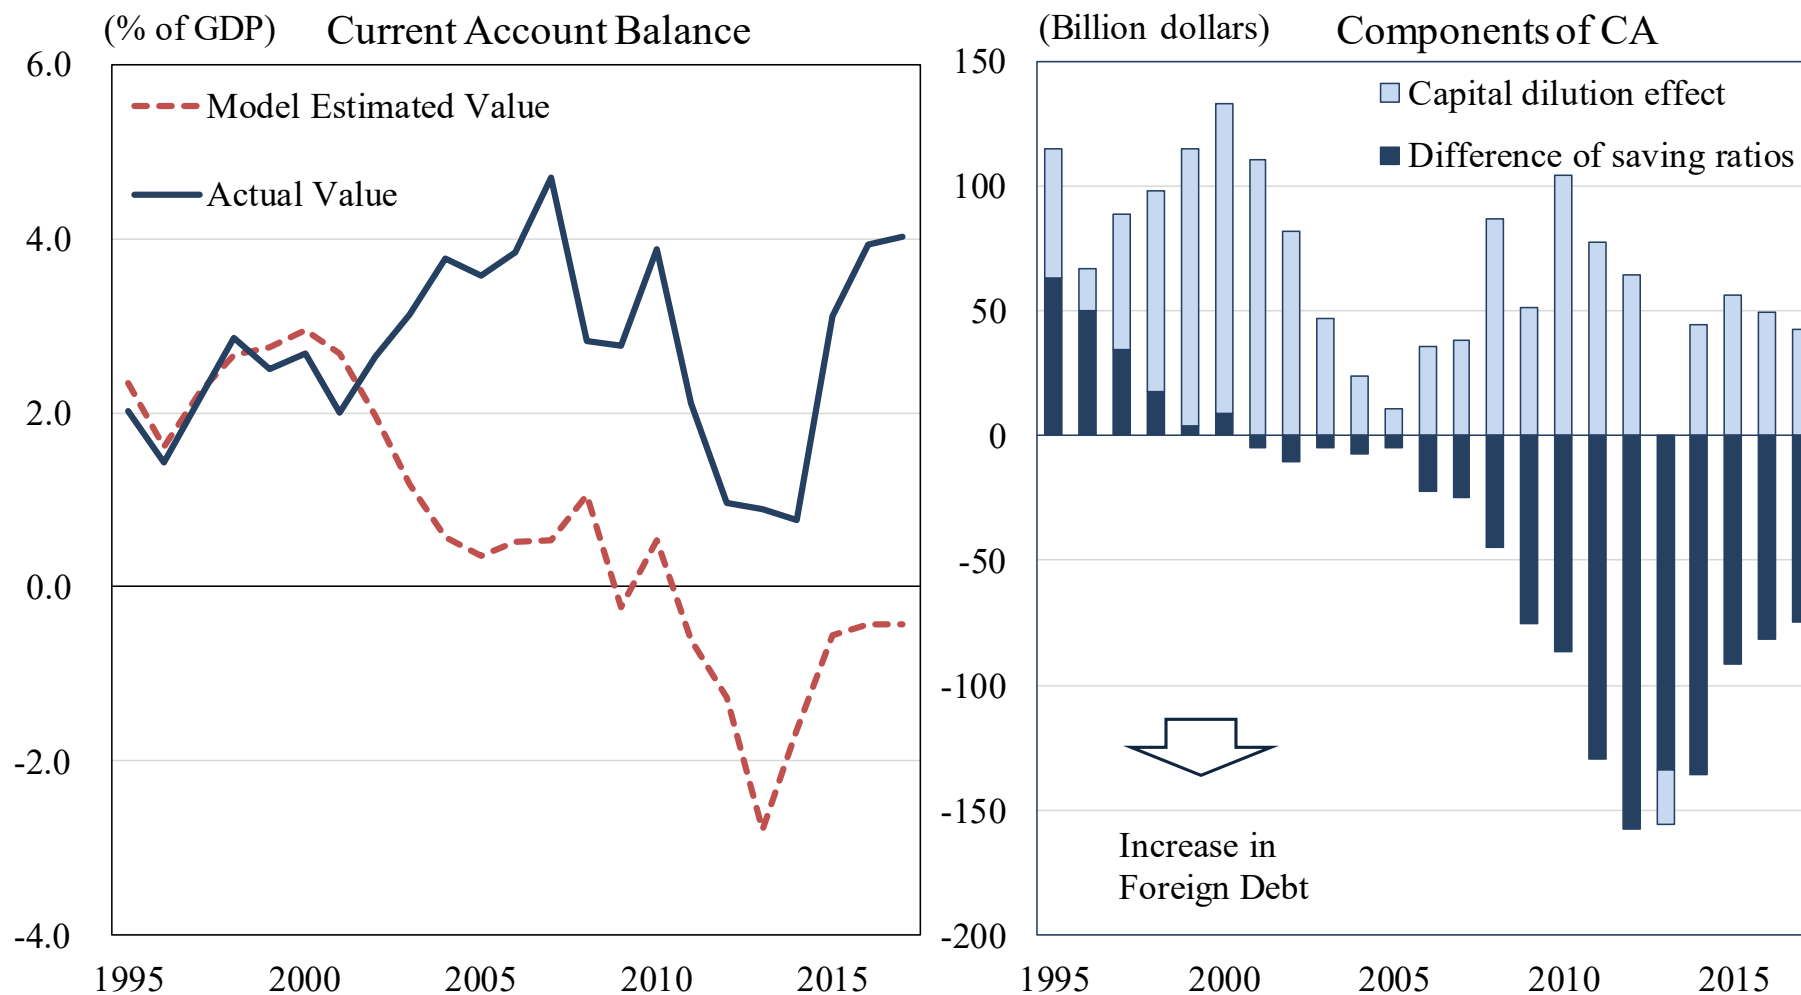 (% of GDP) Current Account Balance
6.0
Model Estimated Value
Actual Value
4.0
2.0
0.0
-2.0
-4.0
1995 2000 2005 2010 2015
(Billion dollars) Components of CA
150
Capital dilution effect
Difference of saving ratios
100
50
0
-50
-100
-150
Increase in
Foreign Debt
-200
1995 2000 2005 2010 2015